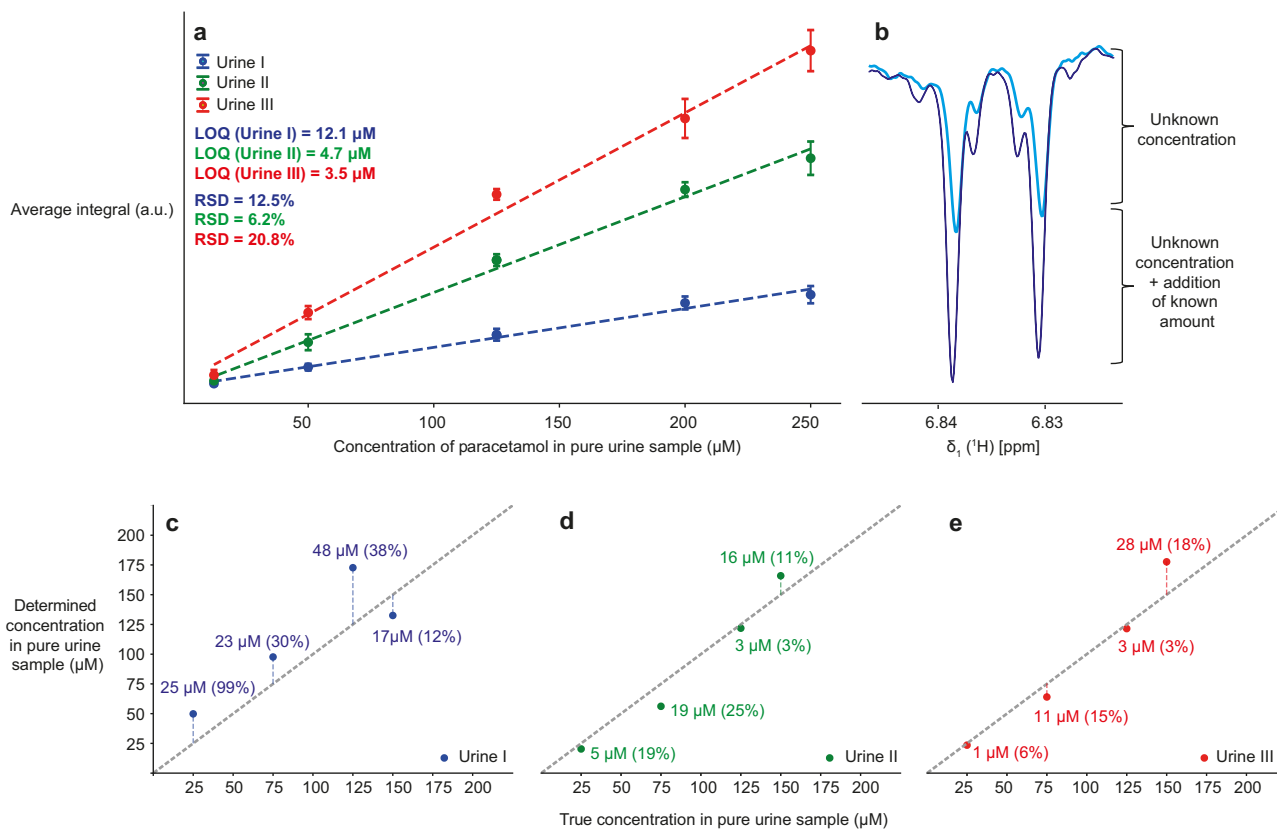 a
Urine I
Urine II
Urine III
LOQ (Urine I) = 12.1 µM
LOQ (Urine II) = 4.7 µM
LOQ (Urine III) = 3.5 µM
RSD = 12.5%
RSD = 6.2%
RSD = 20.8%
Average integral (a.u.)
50
100
150
200
250
Concentration of paracetamol in pure urine sample (µM)
b
Unknown
concentration
Unknown
concentration
+ addition
of known
amount
6.84
6.83
δ₁ (¹H) [ppm]
c
200
175
150
125
100
75
50
25
Determined
concentration
in pure urine
sample (µM)
48 µM (38%)
23 µM (30%)
17µM (12%)
25 µM (99%)
Urine I
25
50
75
100
125
150
175
200
d
16 µM (11%)
3 µM (3%)
19 µM (25%)
5 µM (19%)
Urine II
25
50
75
100
125
150
175
200
e
28 µM (18%)
3 µM (3%)
11 µM (15%)
1 µM (6%)
Urine III
25
50
75
100
125
150
175
200
True concentration in pure urine sample (µM)